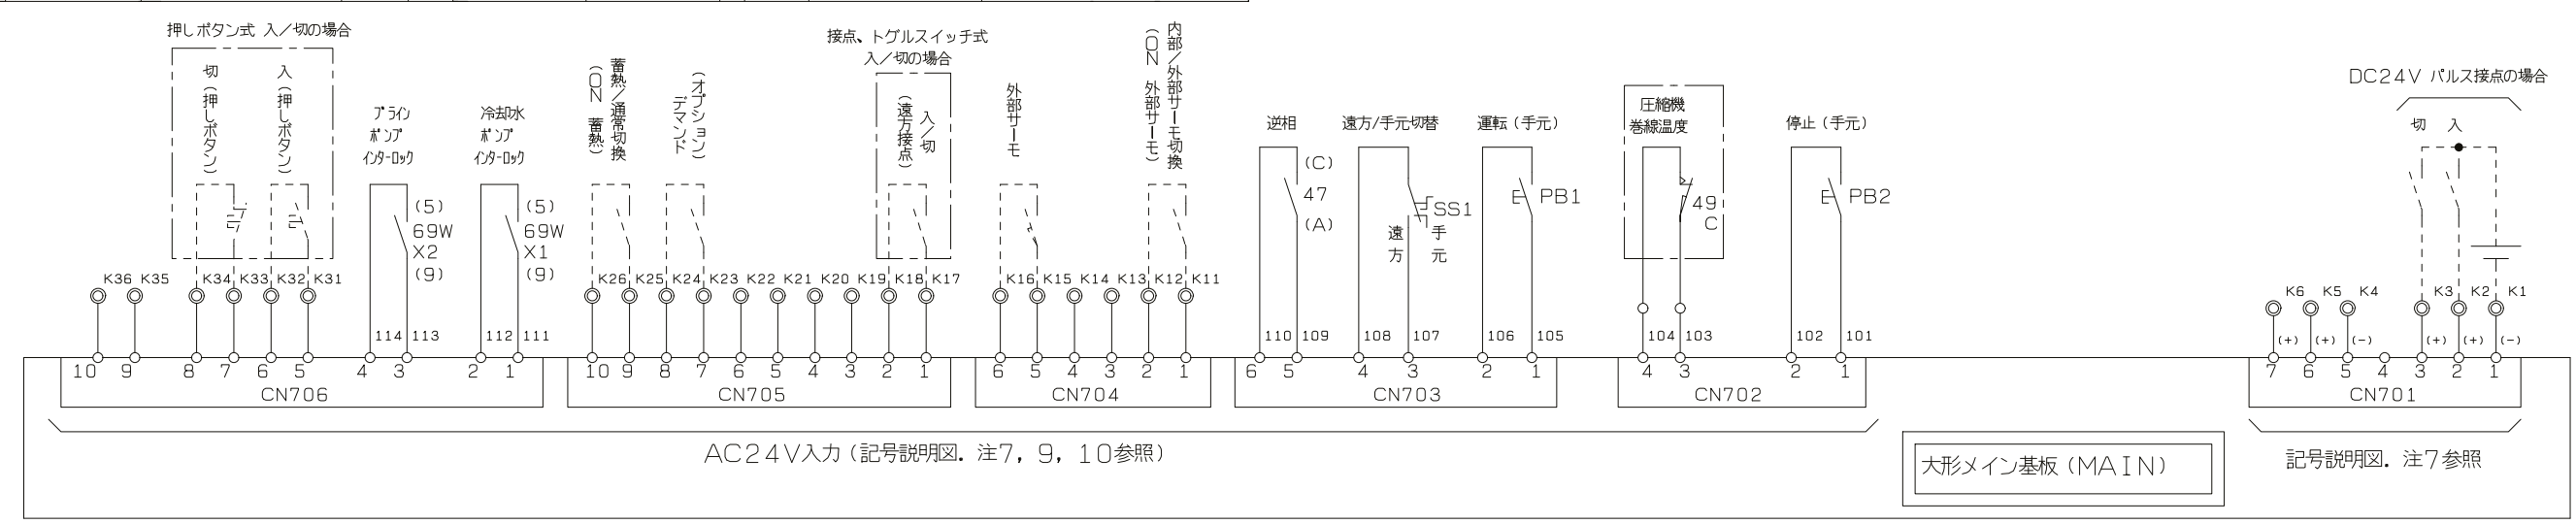 押しボタン式 入/切の場合
切(押しボタン)
入(押しボタン)
プライン
ポンプ
インターロック
冷却水
ポンプ
インターロック
蓄熱/通常切換
(ON 蓄熱)
(オプション)
デマンド
接点、トグルスイッチ式
入/切の場合
入/切
(遠方接点)
外部サーモ
内部/外部サーモ切換
(ON 外部サーモ)
逆相
遠方/手元切替
運転(手元)
圧縮機
巻線温度
停止(手元)
DC24V パルス接点の場合
切 入
(5)
69W
X2
(9)
(5)
69W
X1
(9)
(C)
47
(A)
SS1
遠方
手元
PB1
49
C
PB2
K36 K35 K34 K33 K32 K31 K26 K25 K24 K23 K22 K21 K20 K19 K18 K17 K16 K15 K14 K13 K12 K11 K6 K5 K4 K3 K2 K1
114 113 112 111 110 109 108 107 106 105 104 103 102 101 (+) (+) (-) (+) (+) (-)
10 9 8 7 6 5 4 3 2 1 10 9 8 7 6 5 4 3 2 1 6 5 4 3 2 1 6 5 4 3 2 1 4 3 2 1 7 6 5 4 3 2 1
CN706 CN705 CN704 CN703 CN702 CN701
AC24V入力(記号説明図.注7,9,10参照)
大形メイン基板(MAIN)
記号説明図.注7参照